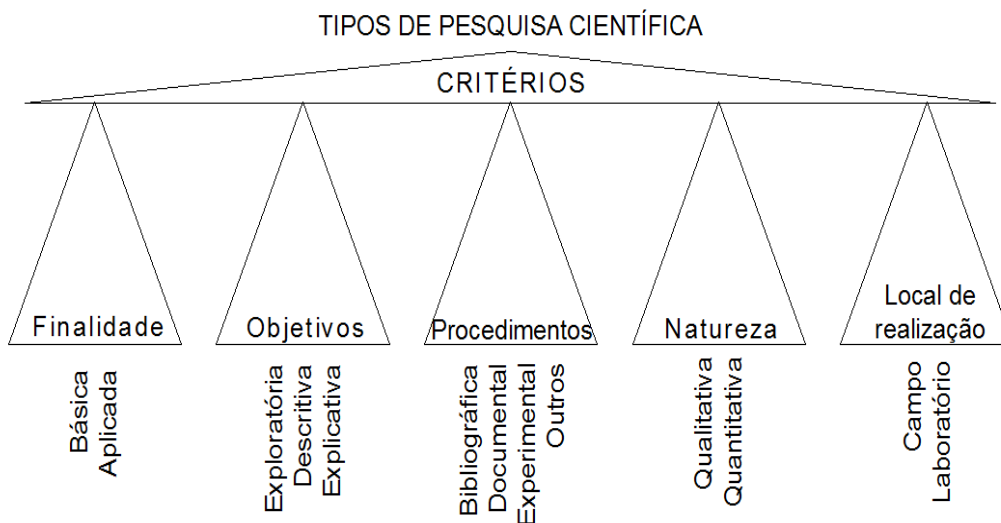 TIPOS DE PESQUISA CIENTÍFICA
CRITÉRIOS
Finalidade
Básica
Aplicada
Objetivos
Exploratória
Descritiva
Explicativa
Procedimentos
Bibliográfica
Documental
Experimental
Outros
Natureza
Qualitativa
Quantitativa
Local de
realização
Campo
Laboratório